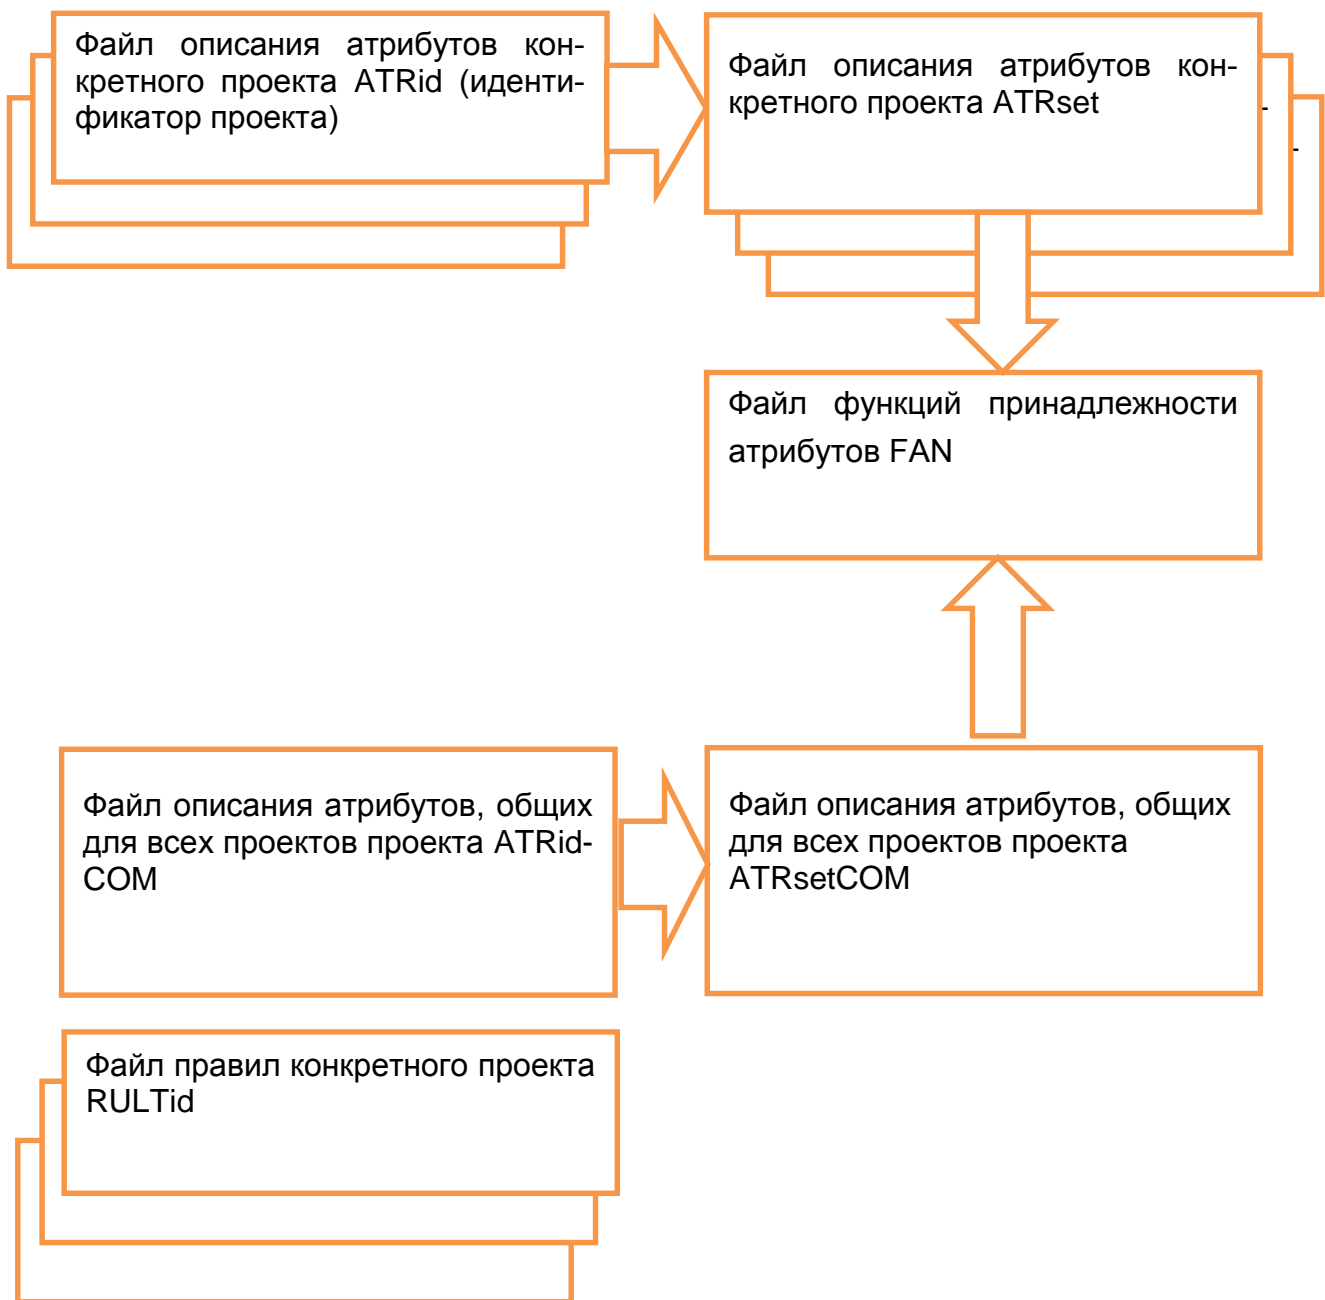 Файл описания атрибутов кон-
кретного проекта ATRid (иденти-
фикатор проекта)
Файл описания атрибутов кон-
кретного проекта ATRset
-
-
Файл функций принадлежности
атрибутов FAN
Файл описания атрибутов, общих
для всех проектов проекта ATRid-
COM
Файл описания атрибутов, общих
для всех проектов проекта
ATRsetCOM
Файл правил конкретного проекта
RULTid